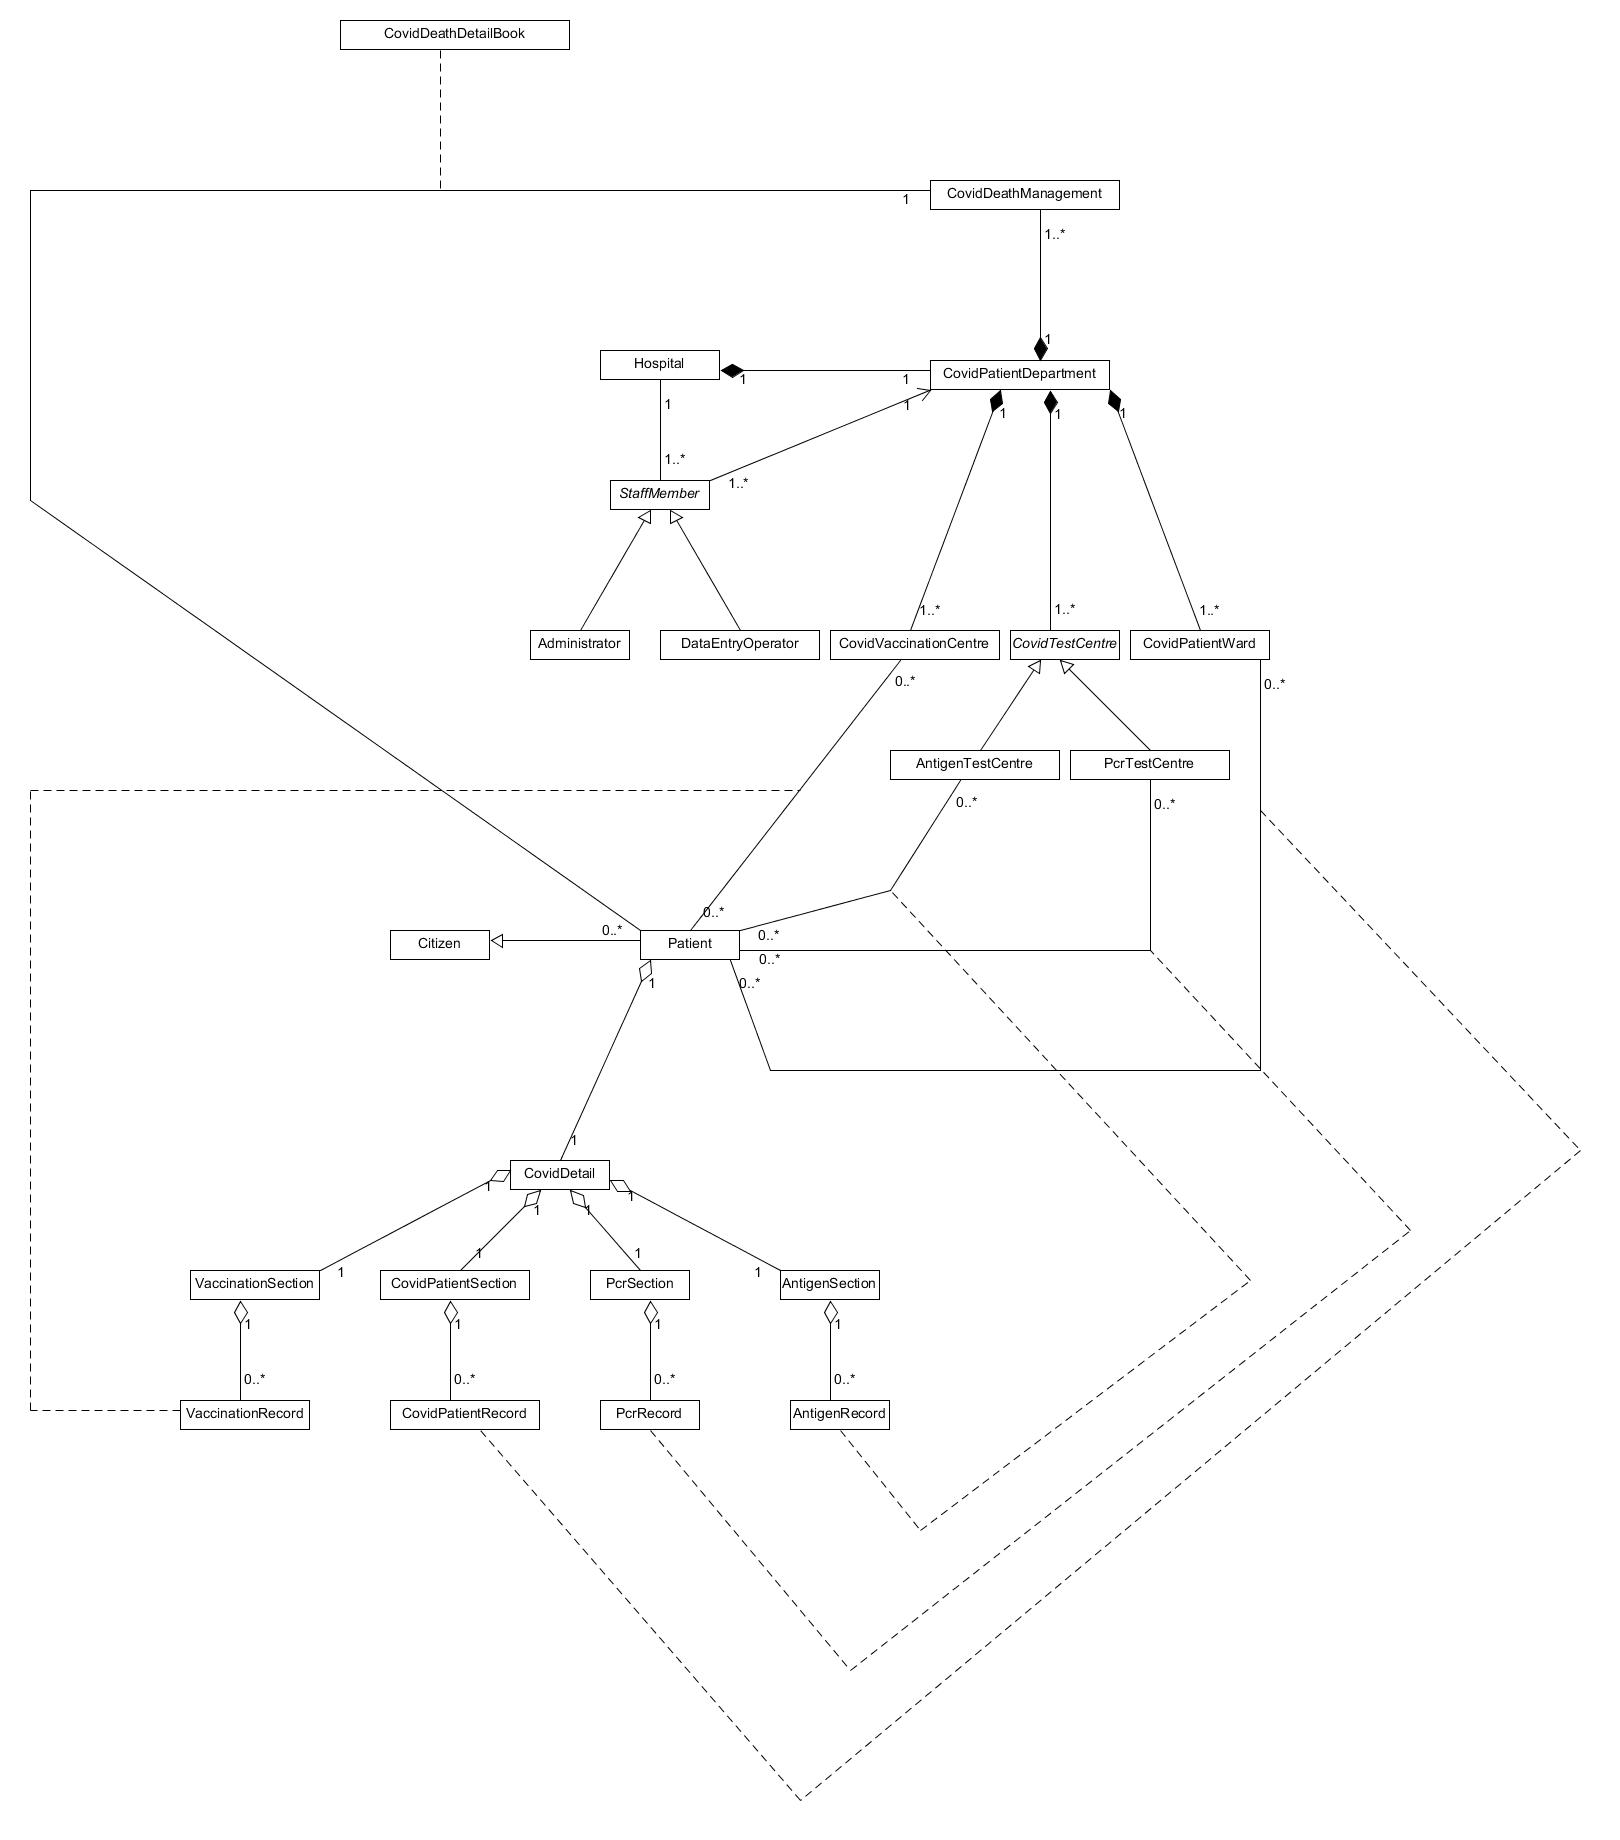 CovidDeathDetailBook
CovidDeathManagement
1
1..*
1
Hospital
CovidPatientDepartment
1
1
1
1
1
1
1
1
1..*
StaffMember
1..*
1..*
1..*
1..*
Administrator
DataEntryOperator
CovidVaccinationCentre
CovidTestCentre
CovidPatientWard
0..*
0..*
AntigenTestCentre
PcrTestCentre
0..*
0..*
0..*
Citizen
0..*
Patient
0..*
0..*
1
0..*
1
CovidDetail
1
1
1
1
1
1
1
1
VaccinationSection
CovidPatientSection
PcrSection
AntigenSection
1
1
1
1
0..*
0..*
0..*
0..*
VaccinationRecord
CovidPatientRecord
PcrRecord
AntigenRecord